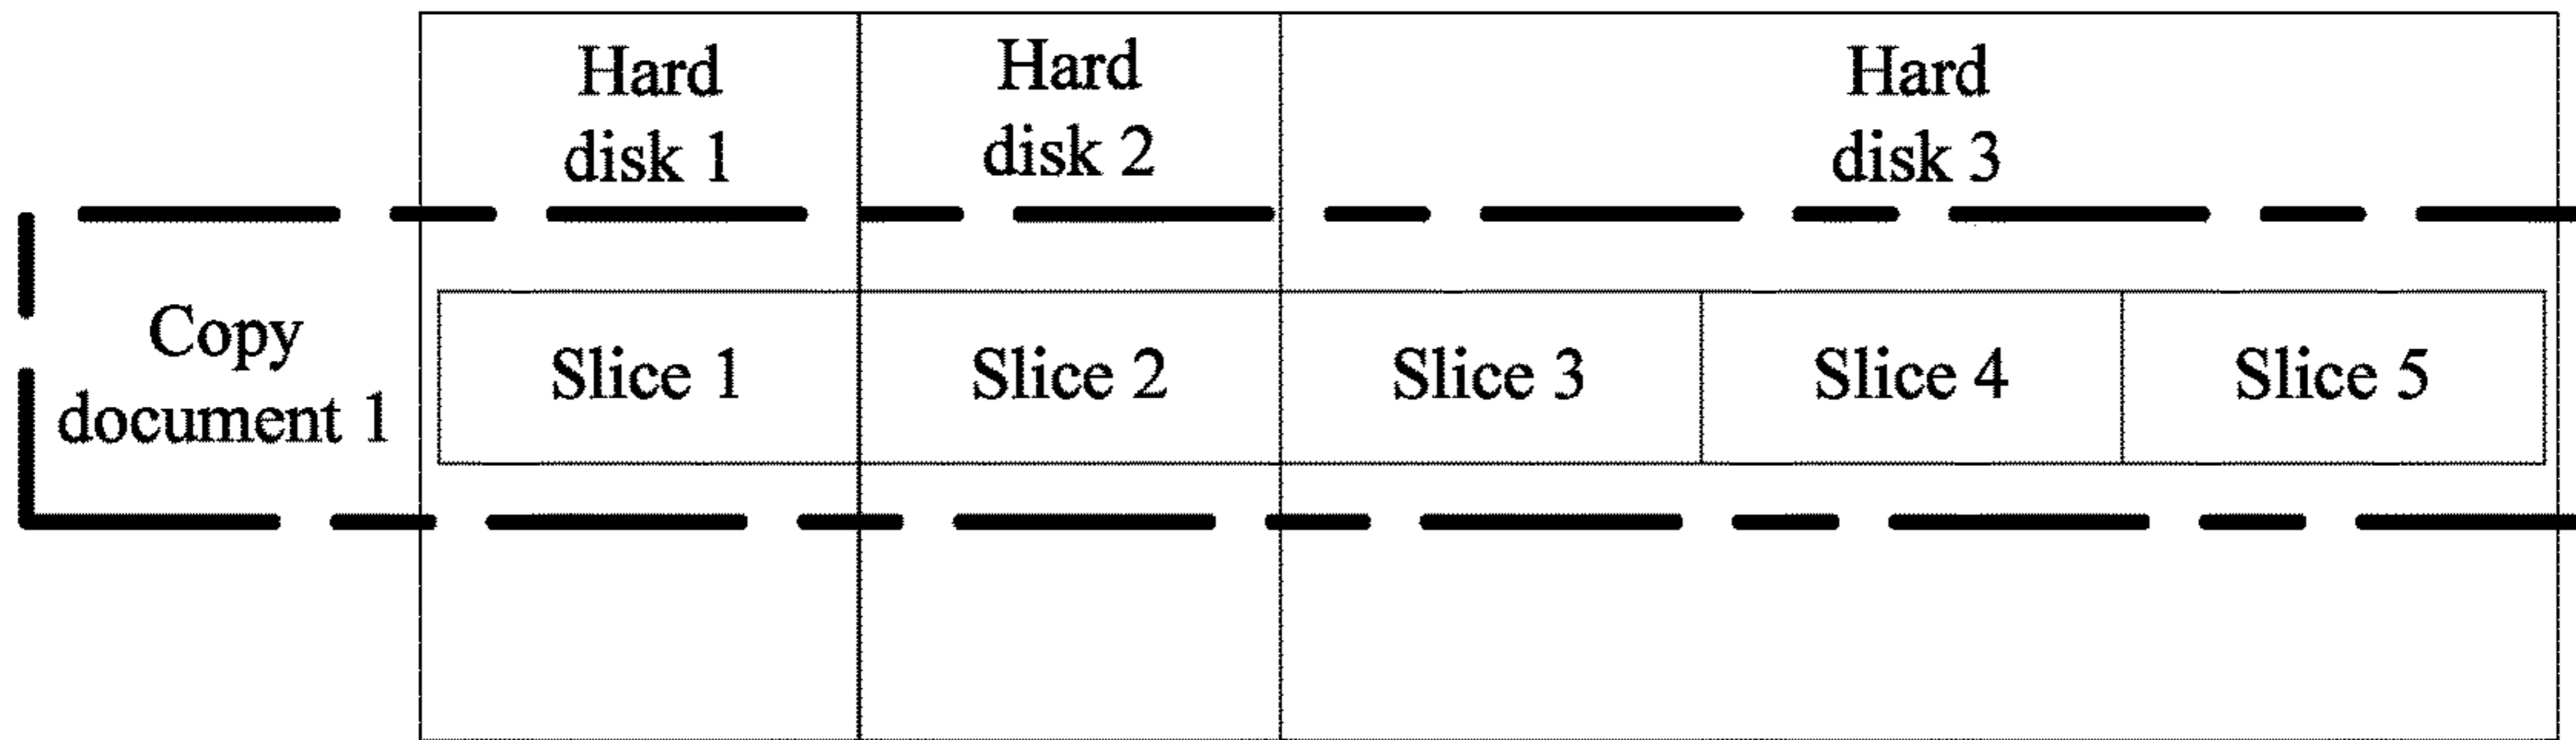 Hard
disk 1
Hard
disk 2
Hard
disk 3
Copy
document 1
Slice 1
Slice 2
Slice 3
Slice 4
Slice 5